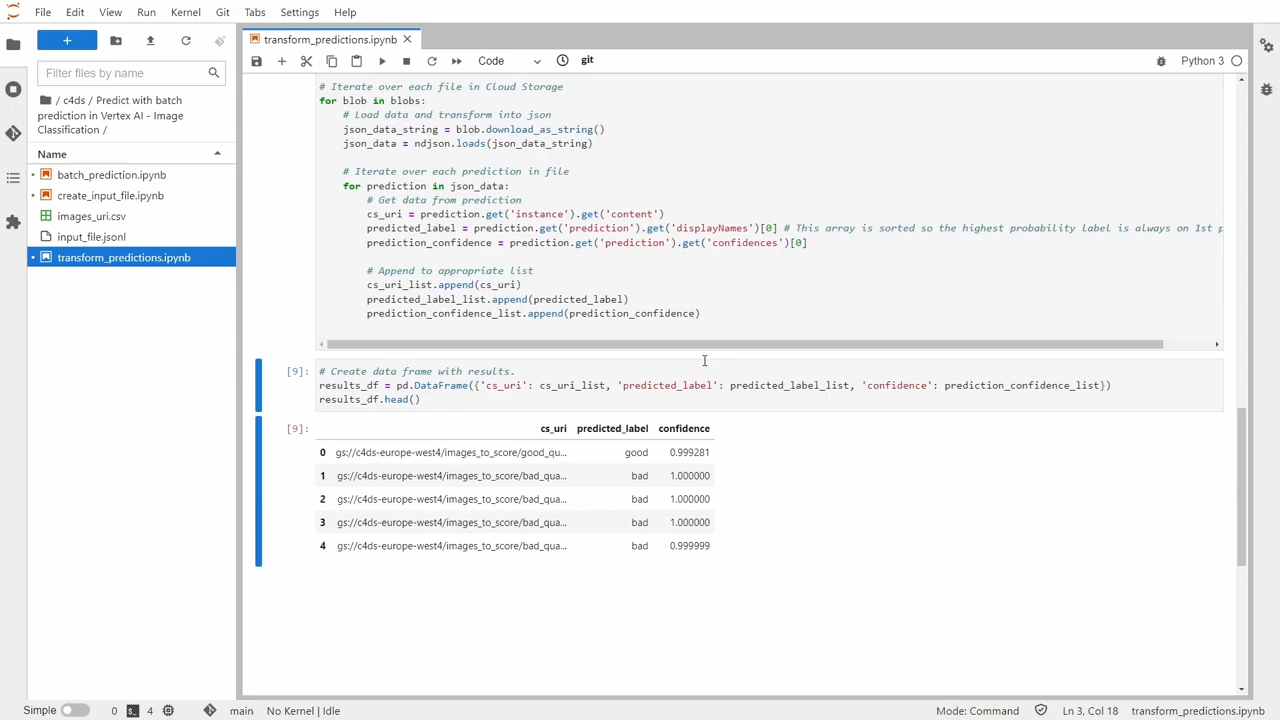 File Edit View Run Kernel Git Tabs Settings Help
+
Filter files by name
/ c4ds / Predict with batch
prediction in Vertex AI - Image
Classification /
Name
batch_prediction.ipynb
create_input_file.ipynb
images_uri.csv
input_file.jsonl
transform_predictions.ipynb
transform_predictions.ipynb
Code git Python 3
# Iterate over each file in Cloud Storage
for blob in blobs:
# Load data and transform into json
json_data_string = blob.download_as_string()
json_data = ndjson.loads(json_data_string)
# Iterate over each prediction in file
for prediction in json_data:
# Get data from prediction
cs_uri = prediction.get('instance').get('content')
predicted_label = prediction.get('prediction').get('displayNames')[0] # This array is sorted so the highest probability label is always on 1st p
prediction_confidence = prediction.get('prediction').get('confidences')[0]
# Append to appropriate list
cs_uri_list.append(cs_uri)
predicted_label_list.append(predicted_label)
prediction_confidence_list.append(prediction_confidence)
[9]:
# Create data frame with results.
results_df = pd.DataFrame({'cs_uri': cs_uri_list, 'predicted_label': predicted_label_list, 'confidence': prediction_confidence_list})
results_df.head()
[9]:
cs_uri predicted_label confidence
0 gs://c4ds-europe-west4/images_to_score/good_qu... good 0.999281
1 gs://c4ds-europe-west4/images_to_score/bad_qua... bad 1.000000
2 gs://c4ds-europe-west4/images_to_score/bad_qua... bad 1.000000
3 gs://c4ds-europe-west4/images_to_score/bad_qua... bad 1.000000
4 gs://c4ds-europe-west4/images_to_score/bad_qua... bad 0.999999
Simple 0 4 main No Kernel | Idle Mode: Command Ln 3, Col 18 transform_predictions.ipynb